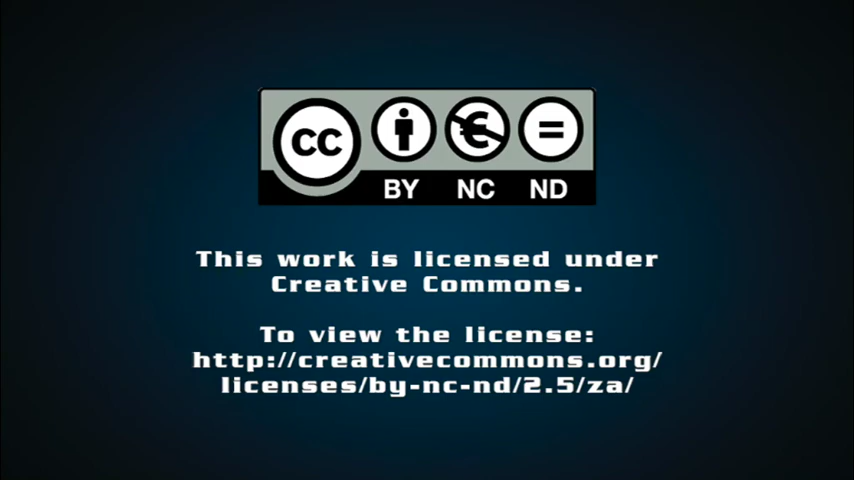 CC
BY NC ND
This work is licensed under
Creative Commons.
To view the license:
http://creativecommons.org/
licenses/by-nc-nd/2.5/za/